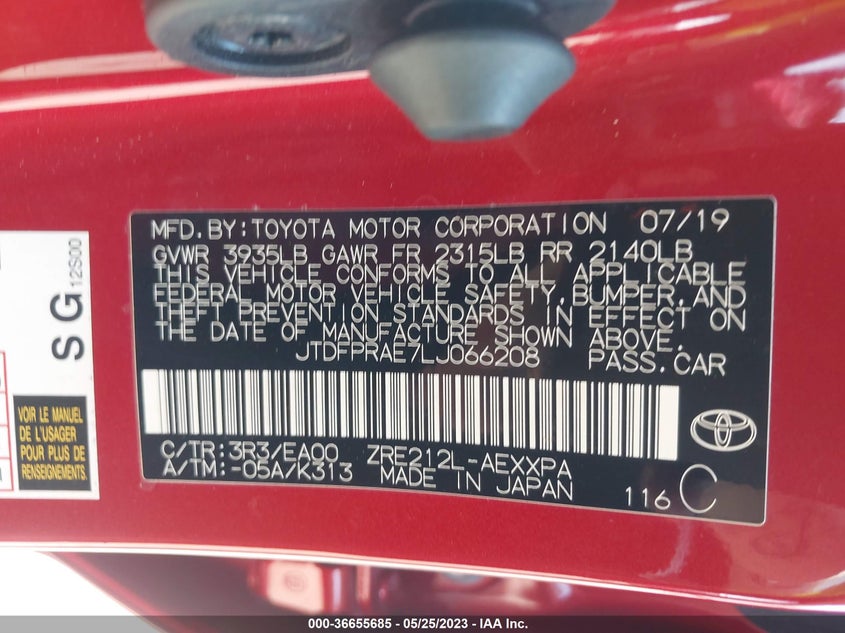 MFD.BY:TOYOTA MOTOR CORPORATION 07/19
GVWR 3935LB GAWR FR 2315LB RR 2140LB
THIS VEHICLE CONFORMS TO ALL APPLICABLE
FEDERAL MOTOR VEHICLE SAFETY,BUMPER,AND
THEFT PREVENTION STANDARDS IN EFFECT ON
THE DATE OF MANUFACTURE SHOWN ABOVE.
JTDFPRAE7LJ066208 PASS.CAR
C/TR:3R3/EA00 ZRE212L-AEXXPA
A/TM:-05A/K313 MADE IN JAPAN
116 C
SG 12S00
VOIR LE MANUEL
DE L'USAGER
POUR PLUS DE
RENSEIGNEMENTS
000-36655685 / 05/25/2023 - IAA Inc.